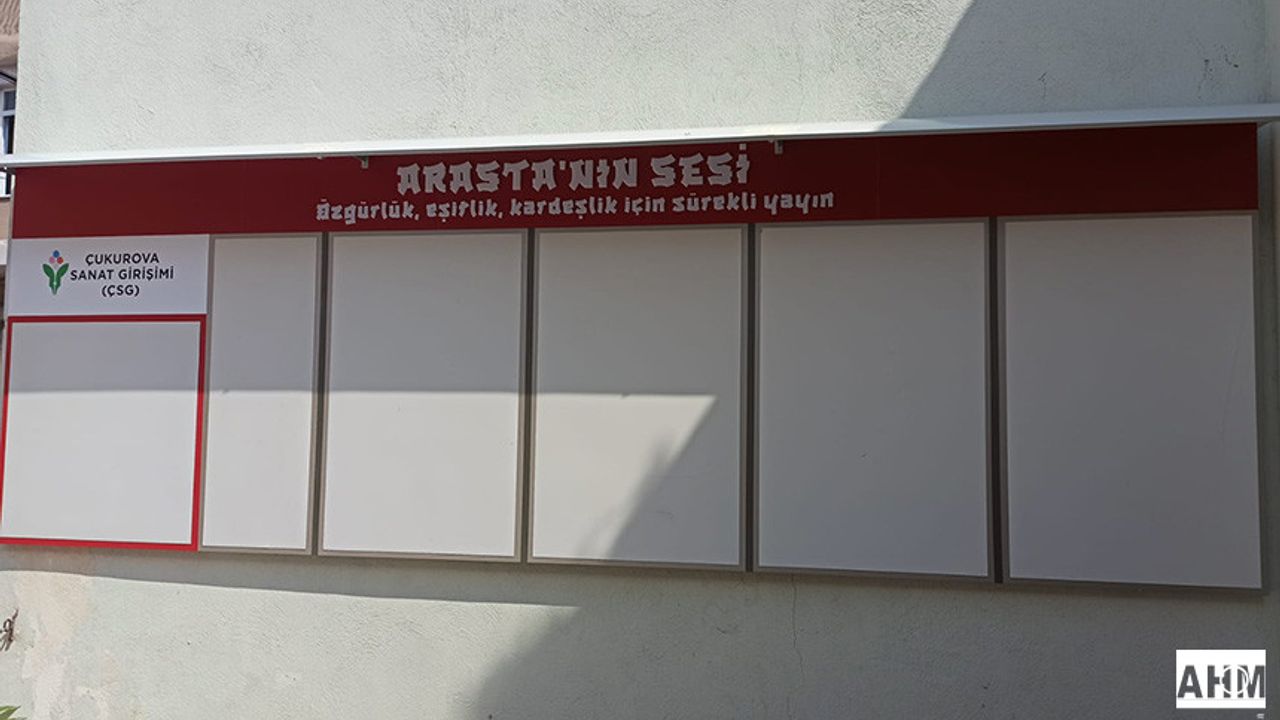 ARASTA'NIN SESİ
Özgürlük, eşitlik, kardeşlik için sürekli yayın
ÇUKUROVA
SANAT GİRİŞİMİ
(ÇSG)
AHM